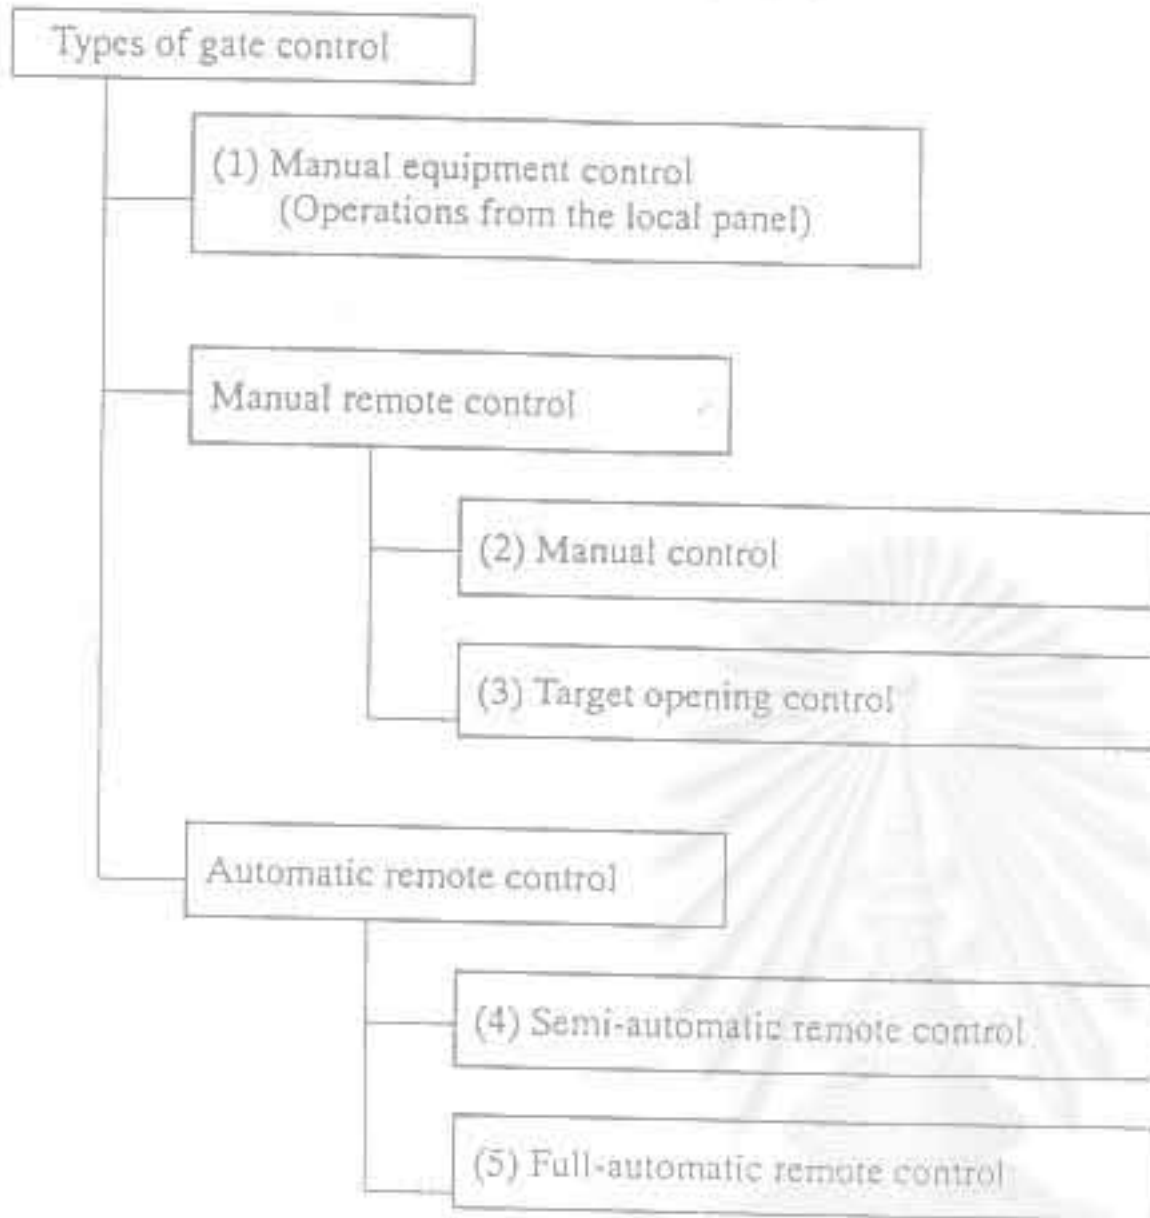 Types of gate control
(1) Manual equipment control
(Operations from the local panel)
Manual remote control
(2) Manual control
(3) Target opening control
Automatic remote control
(4) Semi-automatic remote control
(5) Full-automatic remote control